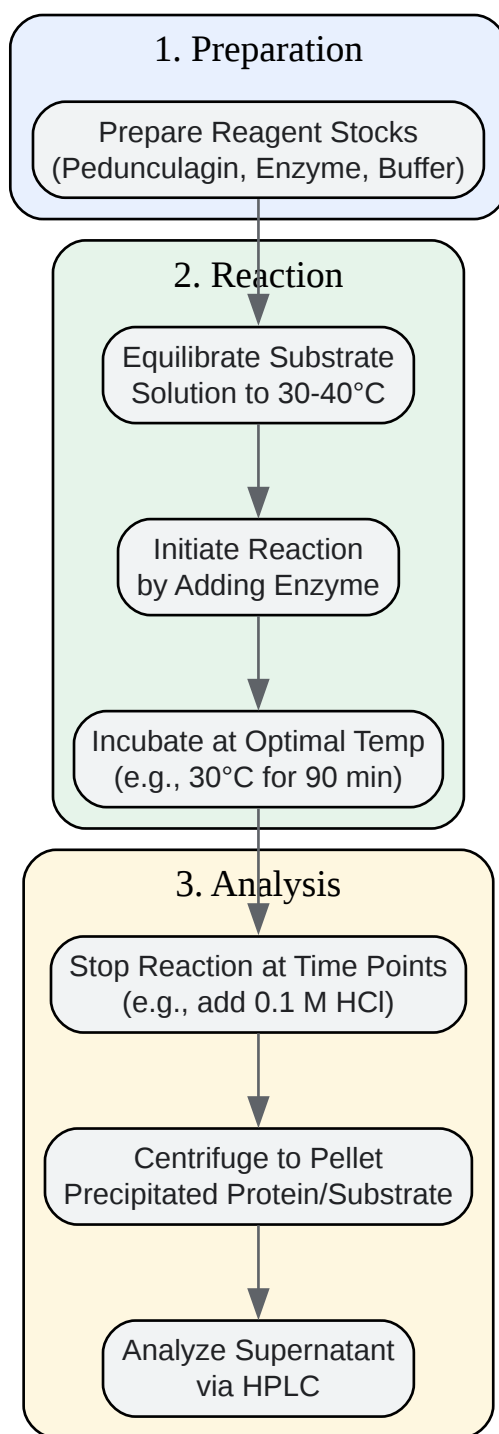 1. Preparation
Prepare Reagent Stocks
(Pedunculagin, Enzyme, Buffer)
2. Reaction
Equilibrate Substrate
Solution to 30-40°C
Initiate Reaction
by Adding Enzyme
Incubate at Optimal Temp
(e.g., 30°C for 90 min)
3. Analysis
Stop Reaction at Time Points
(e.g., add 0.1 M HCl)
Centrifuge to Pellet
Precipitated Protein/Substrate
Analyze Supernatant
via HPLC